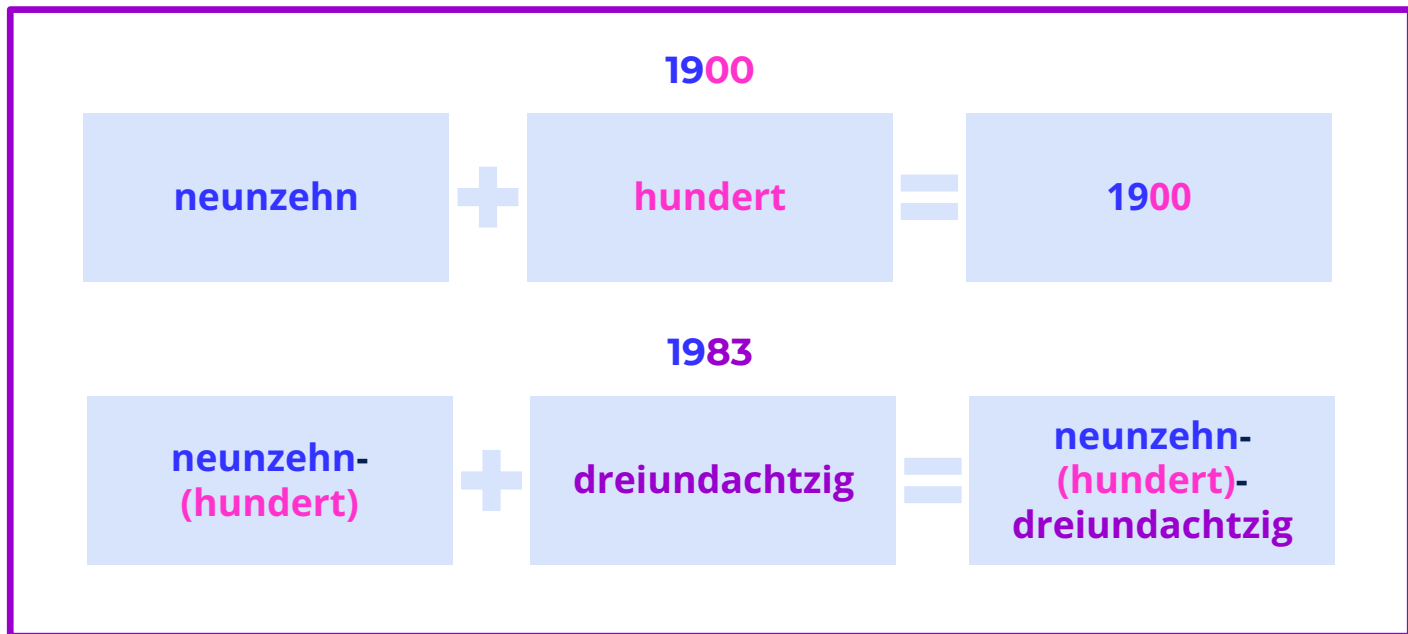 1900
neunzehn + hundert = 1900
1983
neunzehn-
(hundert) + dreiundachtzig = neunzehn-
(hundert)-
dreiundachtzig